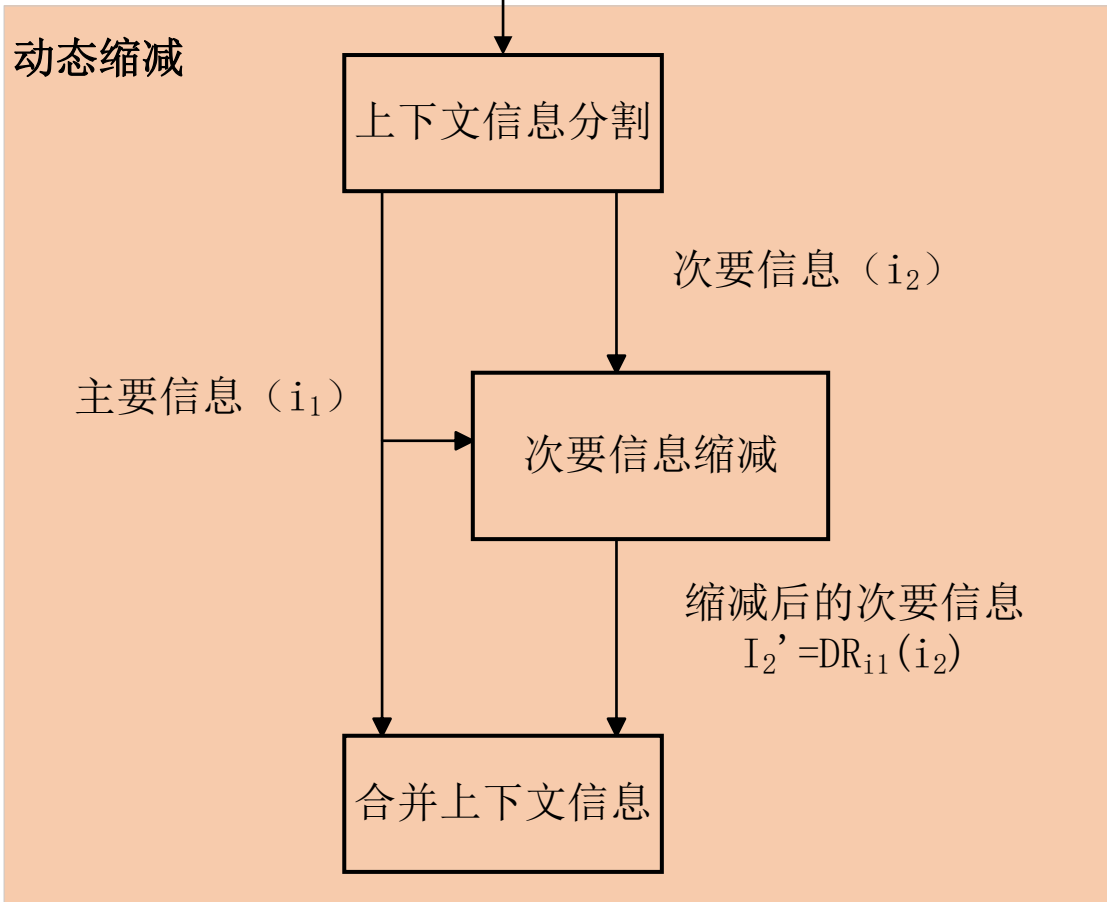 动态缩减
上下文信息分割
次要信息（i₂）
主要信息（i₁）
次要信息缩减
缩减后的次要信息
I₂’=DRᵢ₁(i₂)
合并上下文信息